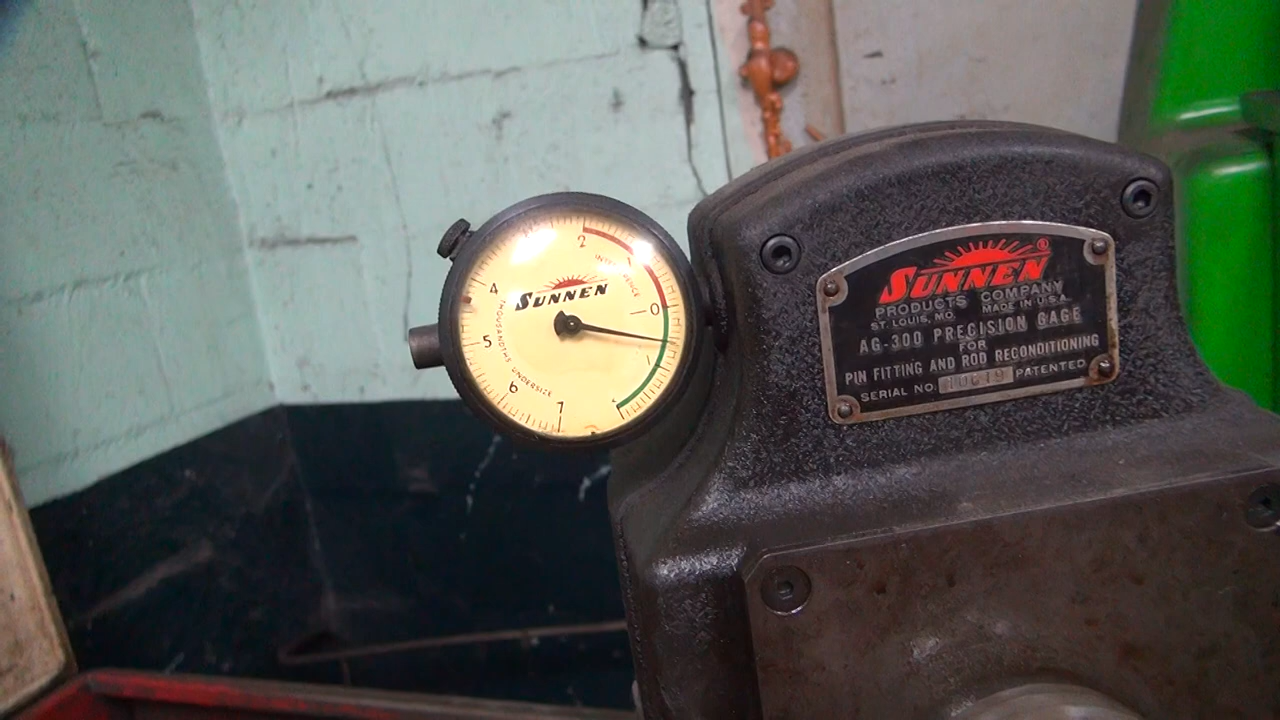 2
INTERFERENCE
4
SUNNEN
0
5
THOUSANDTHS UNDERSIZE
1
6
7
SUNNEN®
PRODUCTS COMPANY
ST. LOUIS, MO. MADE IN U.S.A.
AG-300 PRECISION GAGE
FOR
PIN FITTING AND ROD RECONDITIONING
SERIAL NO. 10619 PATENTED